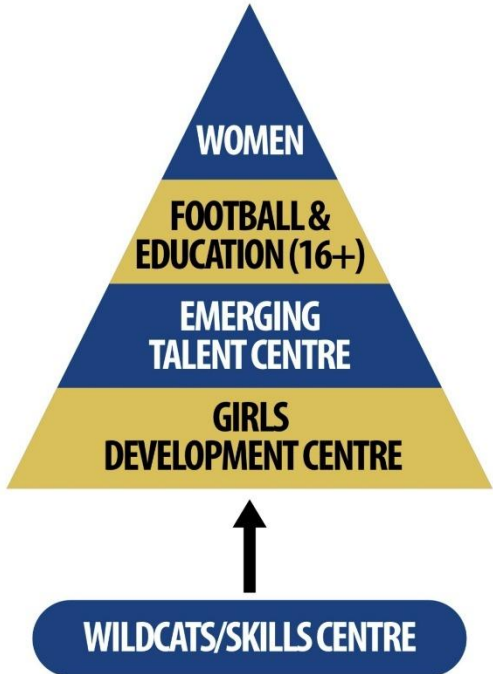 WOMEN
FOOTBALL &
EDUCATION (16+)
EMERGING
TALENT CENTRE
GIRLS
DEVELOPMENT CENTRE
WILDCATS/SKILLS CENTRE